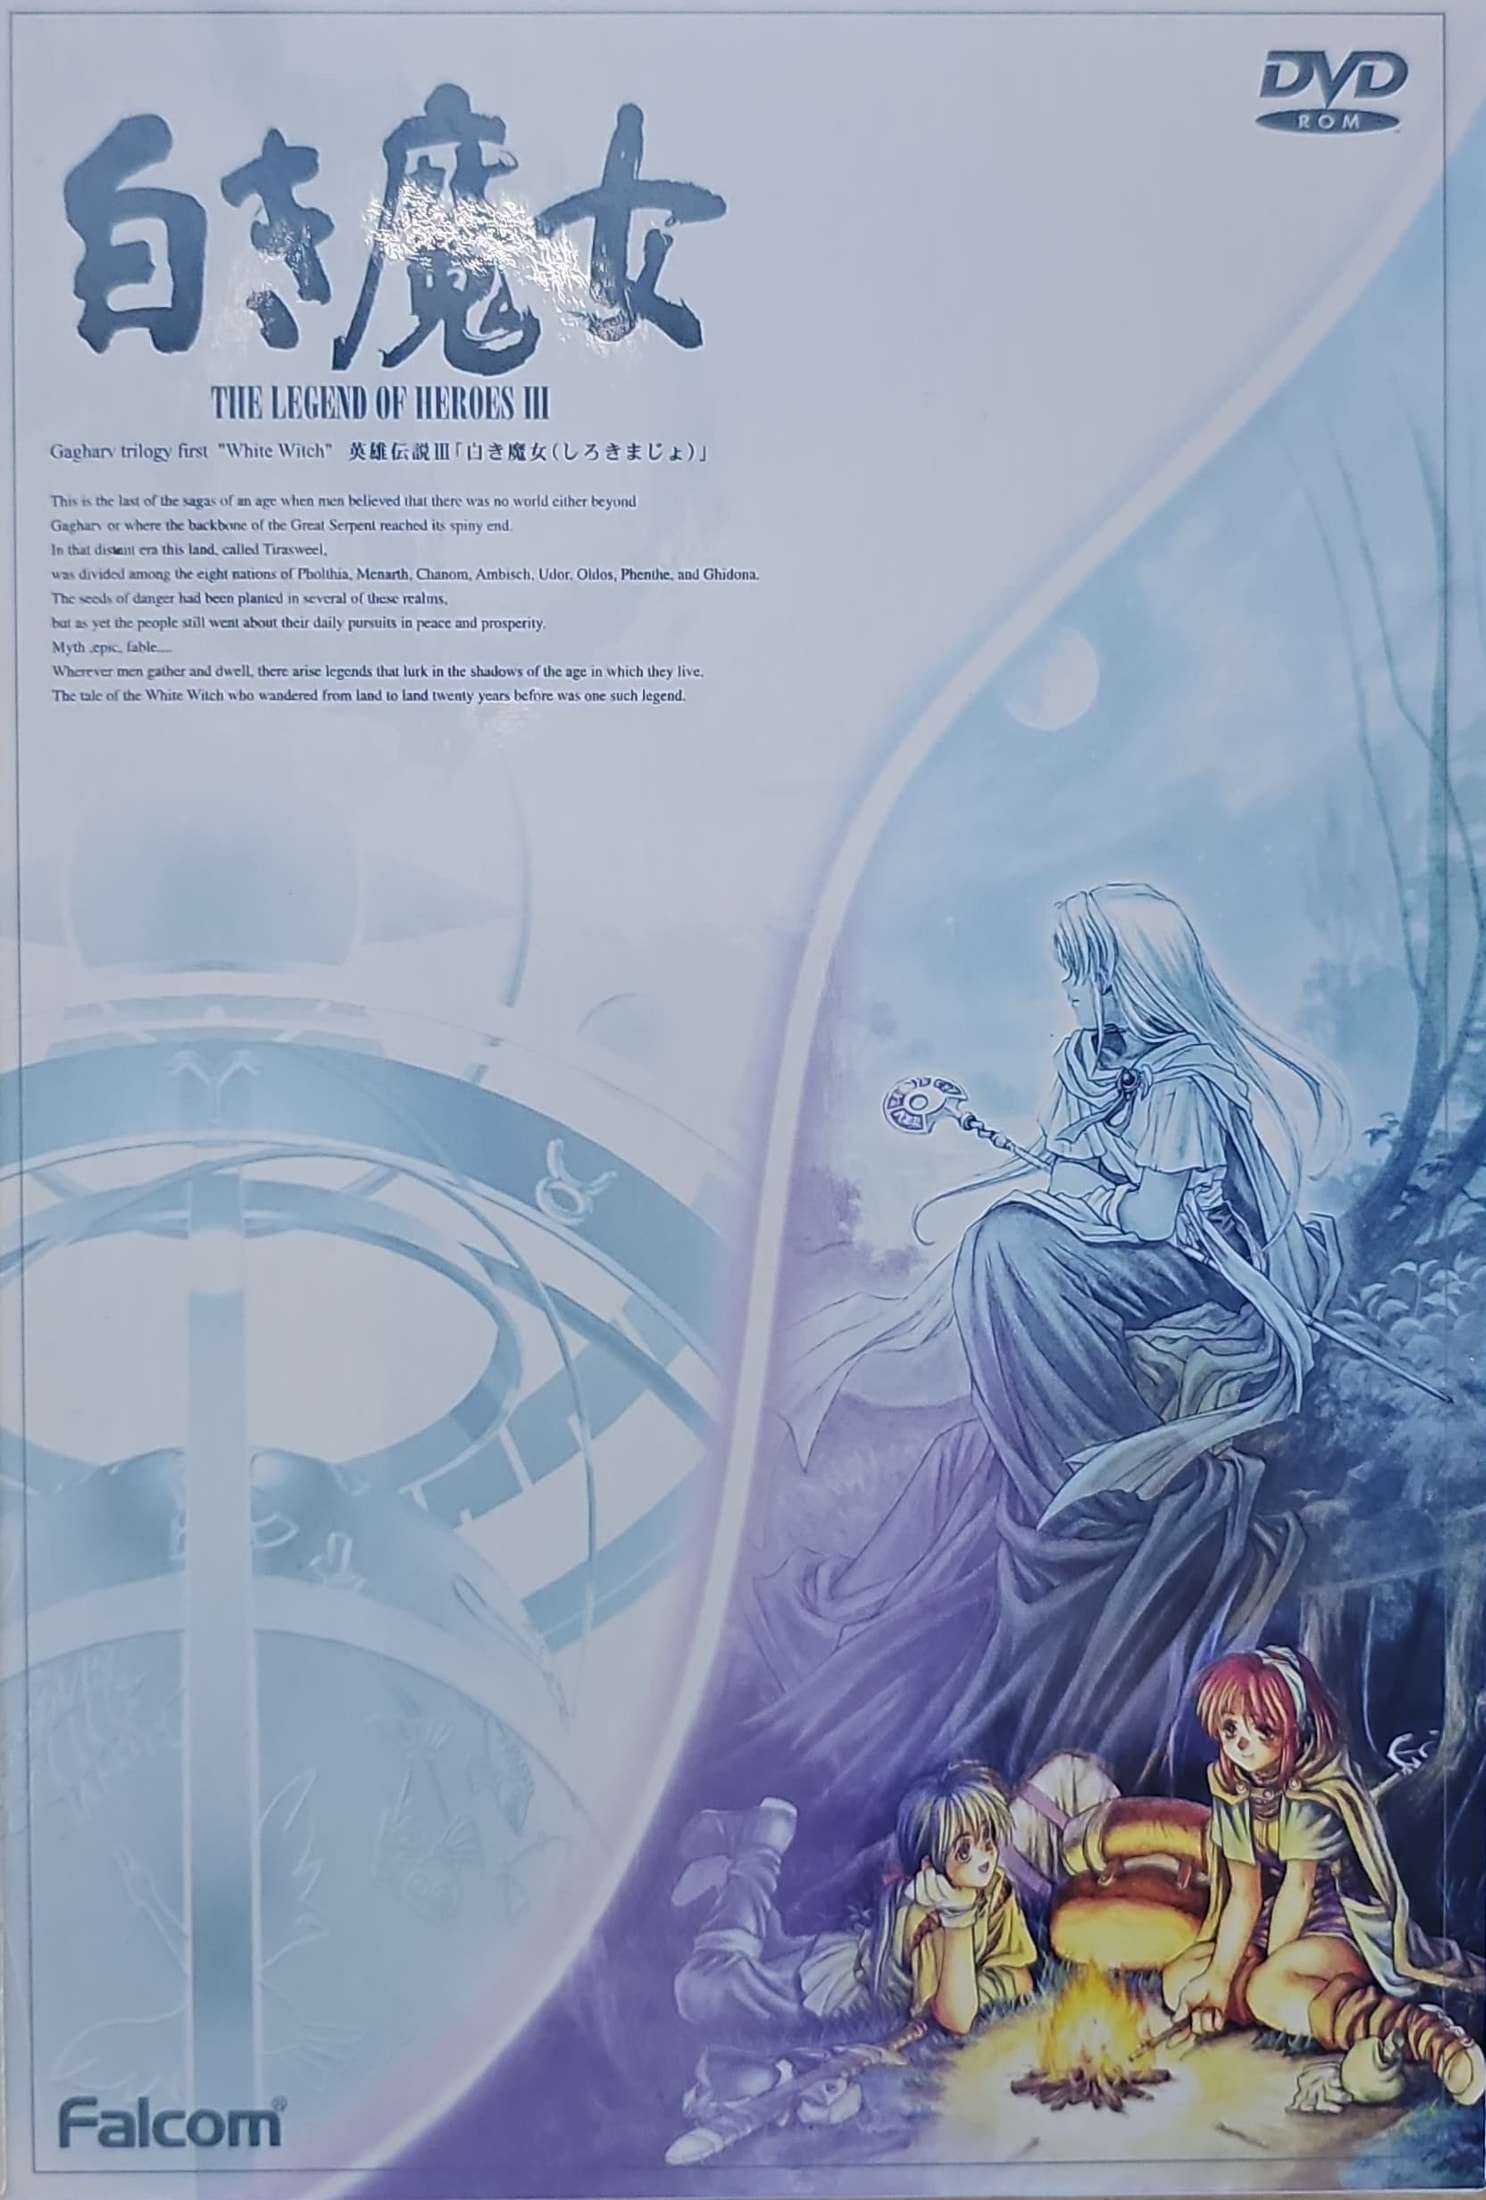 DVD
ROM
白き魔女
THE LEGEND OF HEROES III
Gagharv trilogy first "White Witch" 英雄伝説III「白き魔女(しろきまじょ)」
This is the last of the sagas of an age when men believed that there was no world either beyond
Gagharv or where the backbone of the Great Serpent reached its spiny end.
In that distant era this land, called Tirasweel,
was divided among the eight nations of Pholthia, Menarth, Chanom, Ambisch, Udor, Oldos, Phenthe, and Ghidona.
The seeds of danger had been planted in several of these realms,
but as yet the people still went about their daily pursuits in peace and prosperity.
Myth ,epic, fable.....
Wherever men gather and dwell, there arise legends that lurk in the shadows of the age in which they live.
The tale of the White Witch who wandered from land to land twenty years before was one such legend.
Falcom®